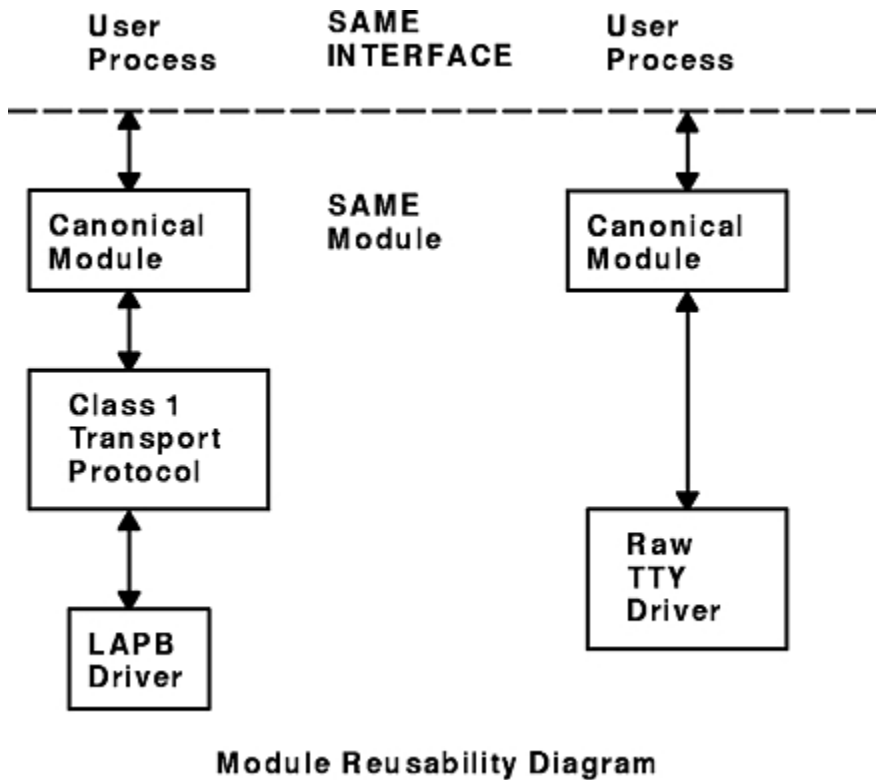 User
Process
SAME
INTERFACE
User
Process
Canonical
Module
SAME
Module
Canonical
Module
Class 1
Transport
Protocol
Raw
TTY
Driver
LAPB
Driver
Module Reusability Diagram